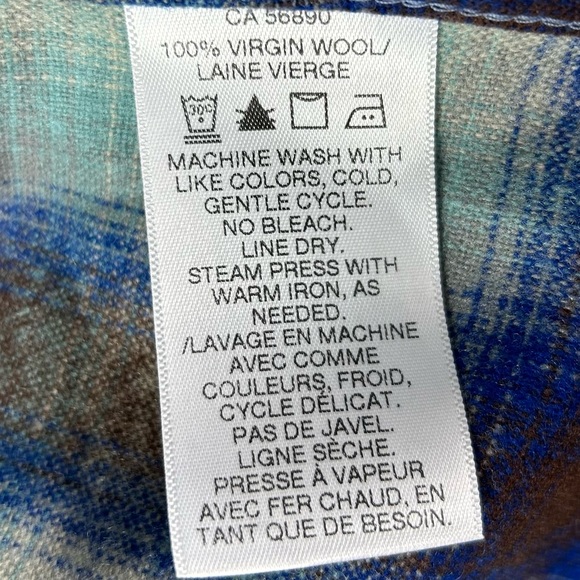 CA 56890
100% VIRGIN WOOL/
LAINE VIERGE
30°C
MACHINE WASH WITH
LIKE COLORS, COLD,
GENTLE CYCLE.
NO BLEACH.
LINE DRY.
STEAM PRESS WITH
WARM IRON, AS
NEEDED.
/LAVAGE EN MACHINE
AVEC COMME
COULEURS, FROID,
CYCLE DÉLICAT.
PAS DE JAVEL.
LIGNE SÈCHE.
PRESSE À VAPEUR
AVEC FER CHAUD, EN
TANT QUE DE BESOIN.